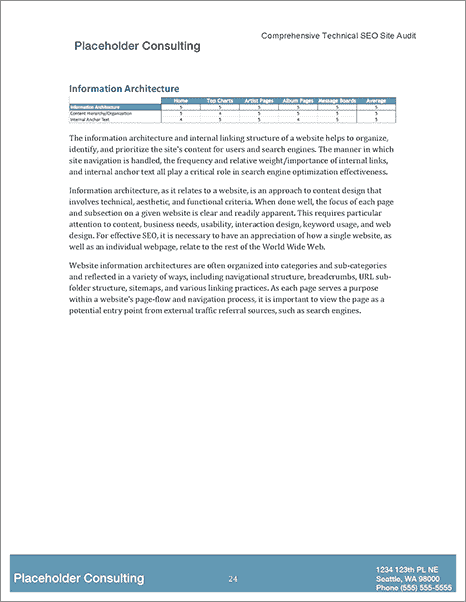 Comprehensive Technical SEO Site Audit
Placeholder Consulting
Information Architecture
Home Top Charts Artist Pages Album Pages Message Boards Average
Information Architecture 5 5 5 5 5 5
Content Hierarchy/Organization 5 4 5 5 5 5
Internal Anchor Text 4 5 5 4 5 5
The information architecture and internal linking structure of a website helps to organize,
identify, and prioritize the site's content for users and search engines. The manner in which
site navigation is handled, the frequency and relative weight/importance of internal links,
and internal anchor text all play a critical role in search engine optimization effectiveness.
Information architecture, as it relates to a website, is an approach to content design that
involves technical, aesthetic, and functional criteria. When done well, the focus of each page
and subsection on a given website is clear and readily apparent. This requires particular
attention to content, business needs, usability, interaction design, keyword usage, and web
design. For effective SEO, it is necessary to have an appreciation of how a single website, as
well as an individual webpage, relate to the rest of the World Wide Web.
Website information architectures are often organized into categories and sub-categories
and reflected in a variety of ways, including navigational structure, breadcrumbs, URL sub-
folder structure, sitemaps, and various linking practices. As each page serves a purpose
within a website's page-flow and navigation process, it is important to view the page as a
potential entry point from external traffic referral sources, such as search engines.
Placeholder Consulting
24
1234 123th PL NE
Seattle, WA 98000
Phone (555) 555-5555